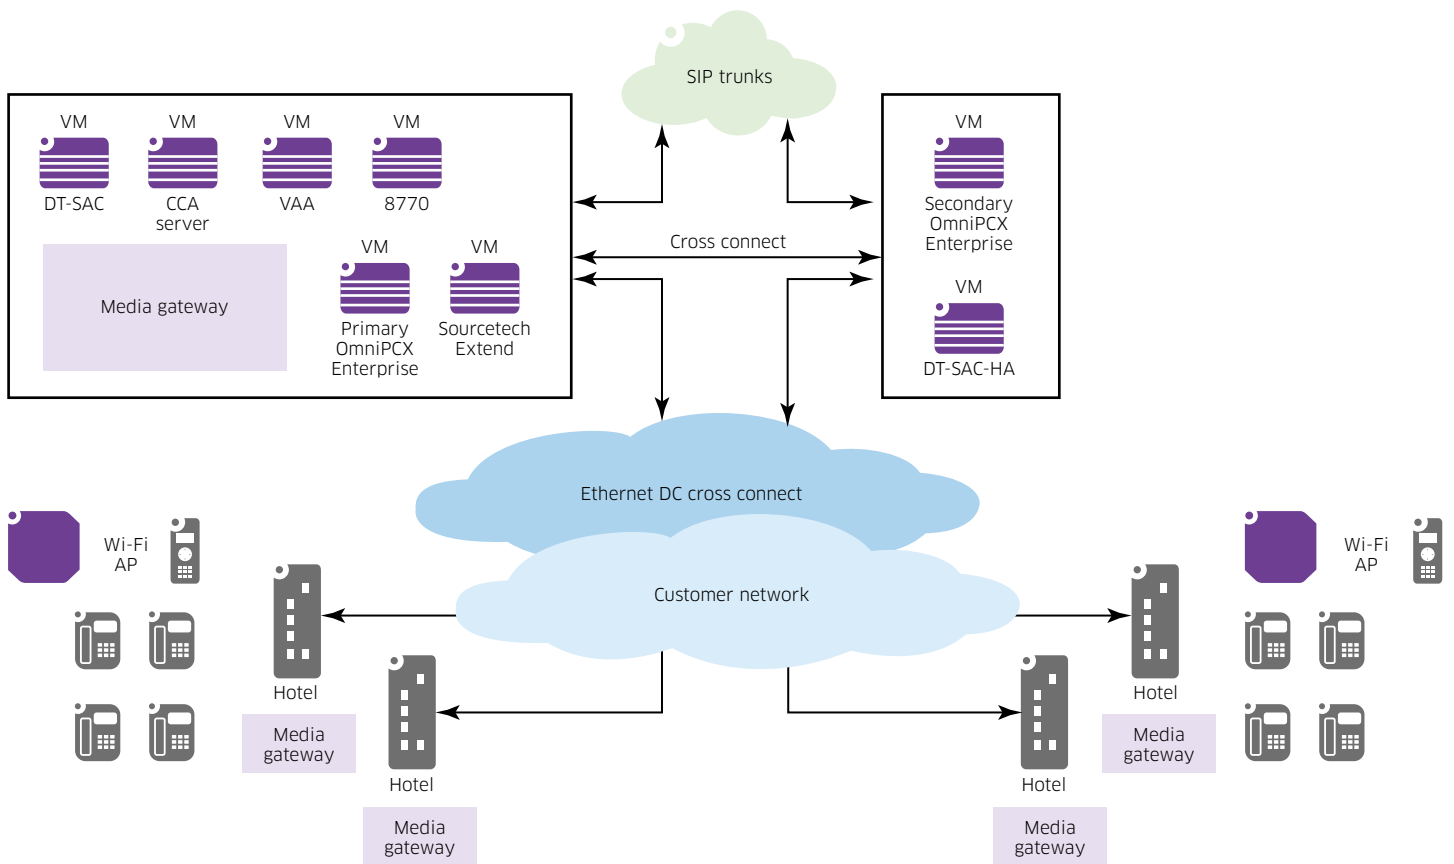 SIP trunks
VM
VM
VM
VM
DT-SAC
CCA
server
VAA
8770
Media gateway
VM
VM
Primary
OmniPCX
Enterprise
Sourcetech
Extend
Cross connect
VM
Secondary
OmniPCX
Enterprise
VM
DT-SAC-HA
Ethernet DC cross connect
Customer network
Wi-Fi
AP
Hotel
Media
gateway
Hotel
Media
gateway
Wi-Fi
AP
Hotel
Media
gateway
Hotel
Media
gateway